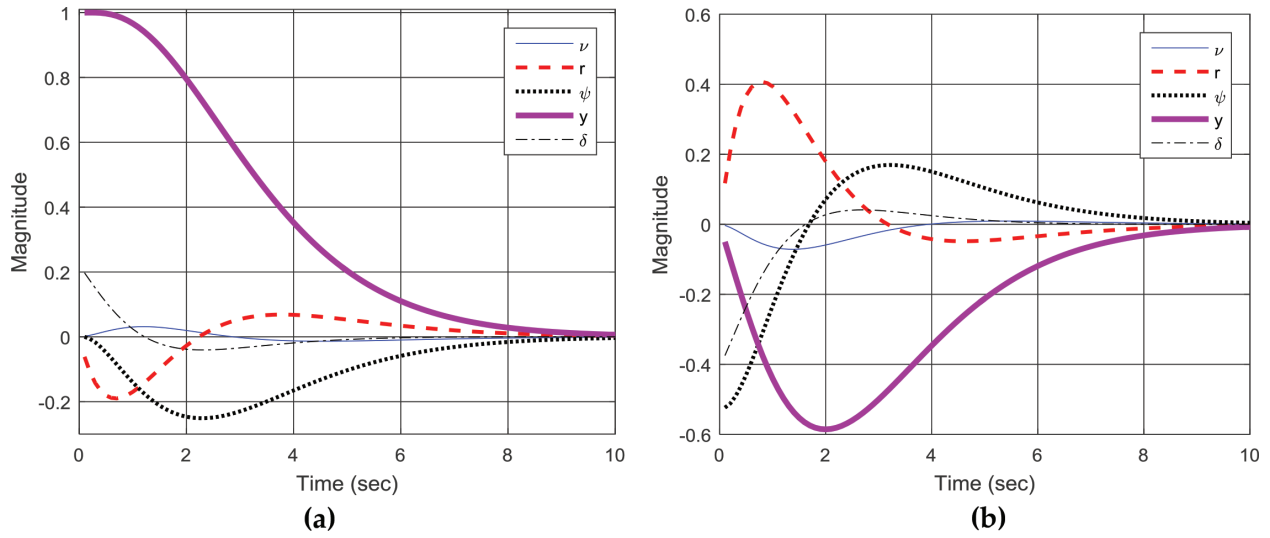 1
0.8
0.6
0.4
0.2
0
-0.2
Magnitude
0 2 4 6 8 10
Time (sec)
ν
r
ψ
y
δ
(a)
0.6
0.4
0.2
0
-0.2
-0.4
-0.6
Magnitude
0 2 4 6 8 10
Time (sec)
ν
r
ψ
y
δ
(b)